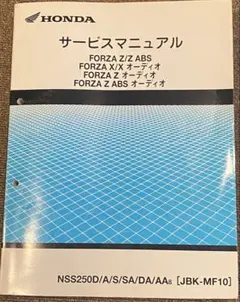 HONDA
サービスマニュアル
FORZA Z/Z ABS
FORZA X/X オーディオ
FORZA Z オーディオ
FORZA Z ABS オーディオ
NSS250D/A/S/SA/DA/AA8 [JBK-MF10]